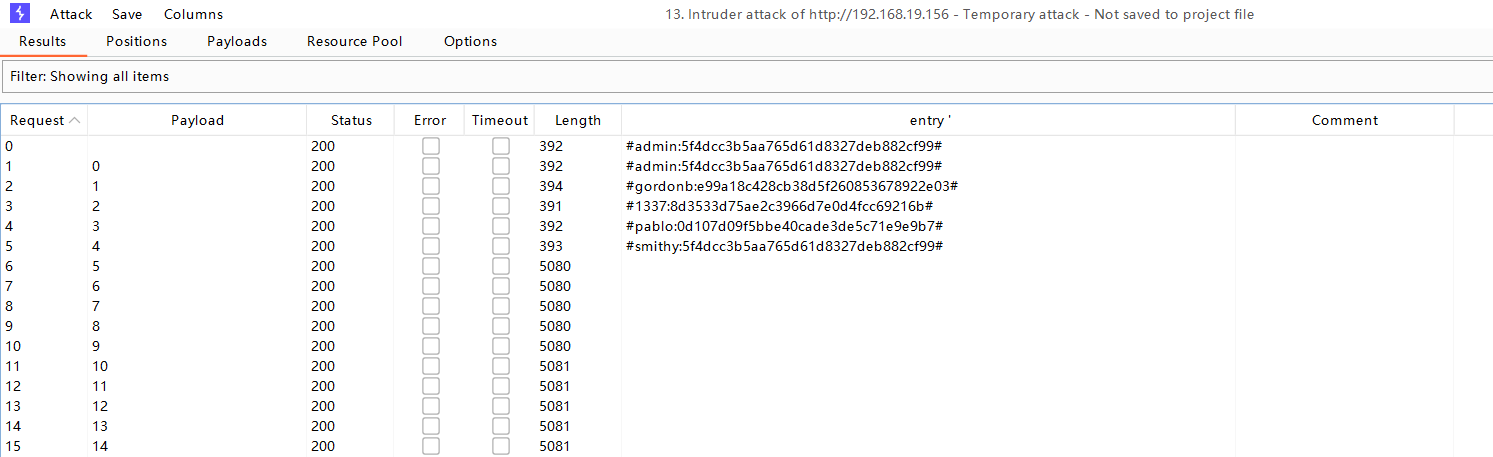 Attack Save Columns 13. Intruder attack of http://192.168.19.156 - Temporary attack - Not saved to project file
Results Positions Payloads Resource Pool Options
Filter: Showing all items
Request Payload Status Error Timeout Length entry ' Comment
0 200 392 #admin:5f4dcc3b5aa765d61d8327deb882cf99#
1 0 200 392 #admin:5f4dcc3b5aa765d61d8327deb882cf99#
2 1 200 394 #gordonb:e99a18c428cb38d5f260853678922e03#
3 2 200 391 #1337:8d3533d75ae2c3966d7e0d4fcc69216b#
4 3 200 392 #pablo:0d107d09f5bbe40cade3de5c71e9e9b7#
5 4 200 393 #smithy:5f4dcc3b5aa765d61d8327deb882cf99#
6 5 200 5080
7 6 200 5080
8 7 200 5080
9 8 200 5080
10 9 200 5080
11 10 200 5081
12 11 200 5081
13 12 200 5081
14 13 200 5081
15 14 200 5081